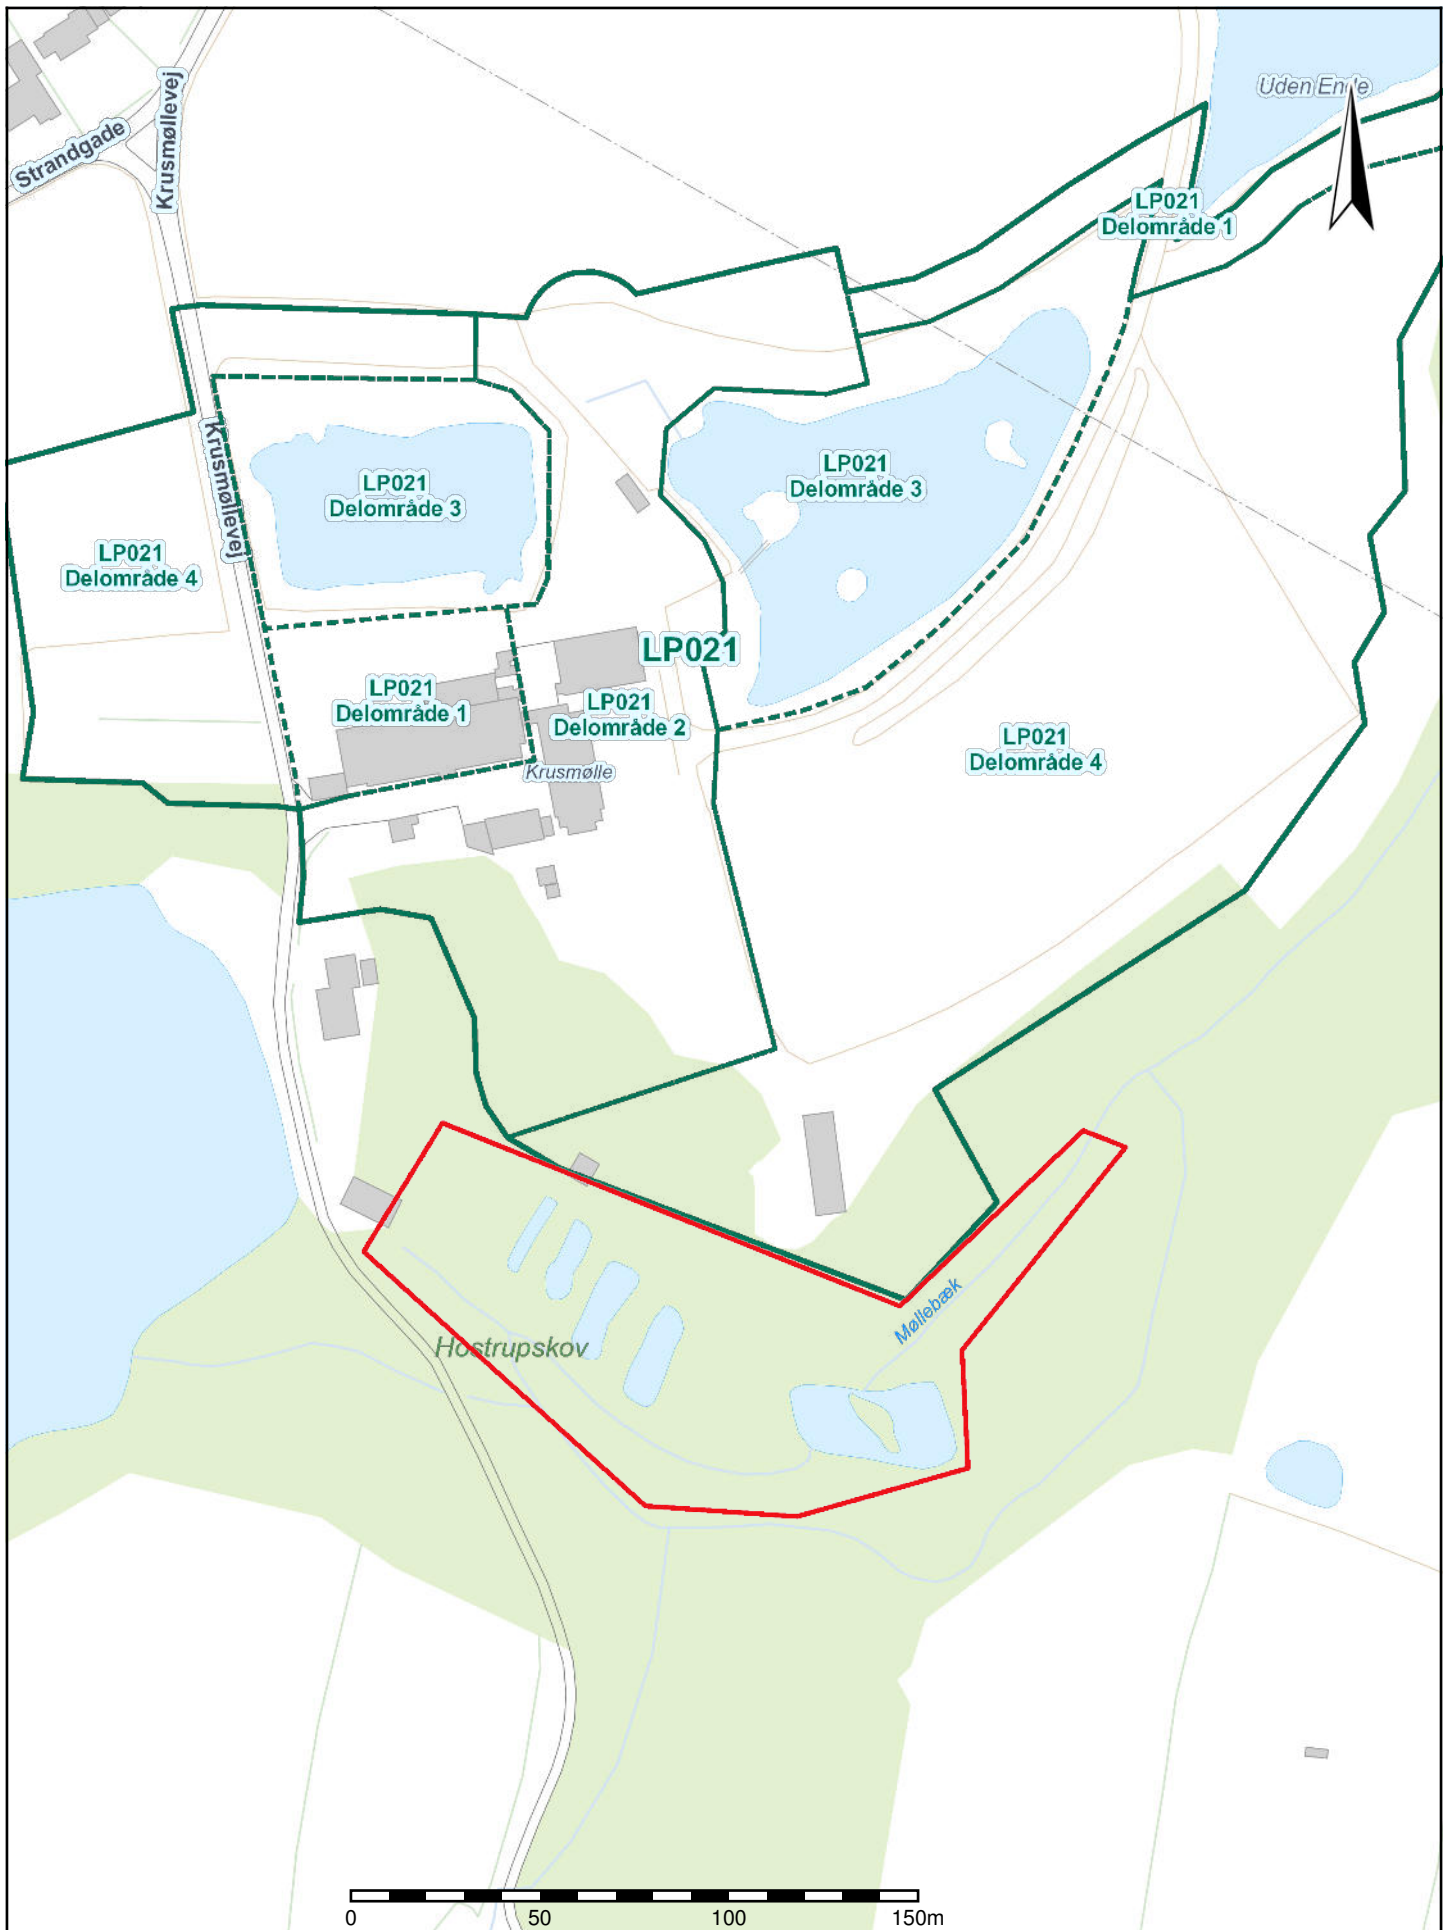 Uden Ende
Krusmøllevej
Strandgade
LP021
Delområde 1
Krusmøllevej
LP021
Delområde 3
LP021
Delområde 3
LP021
Delområde 4
LP021
LP021
Delområde 1
LP021
Delområde 2
LP021
Delområde 4
Krusmølle
Møllebæk
Hostrupskov
0 50 100 150m